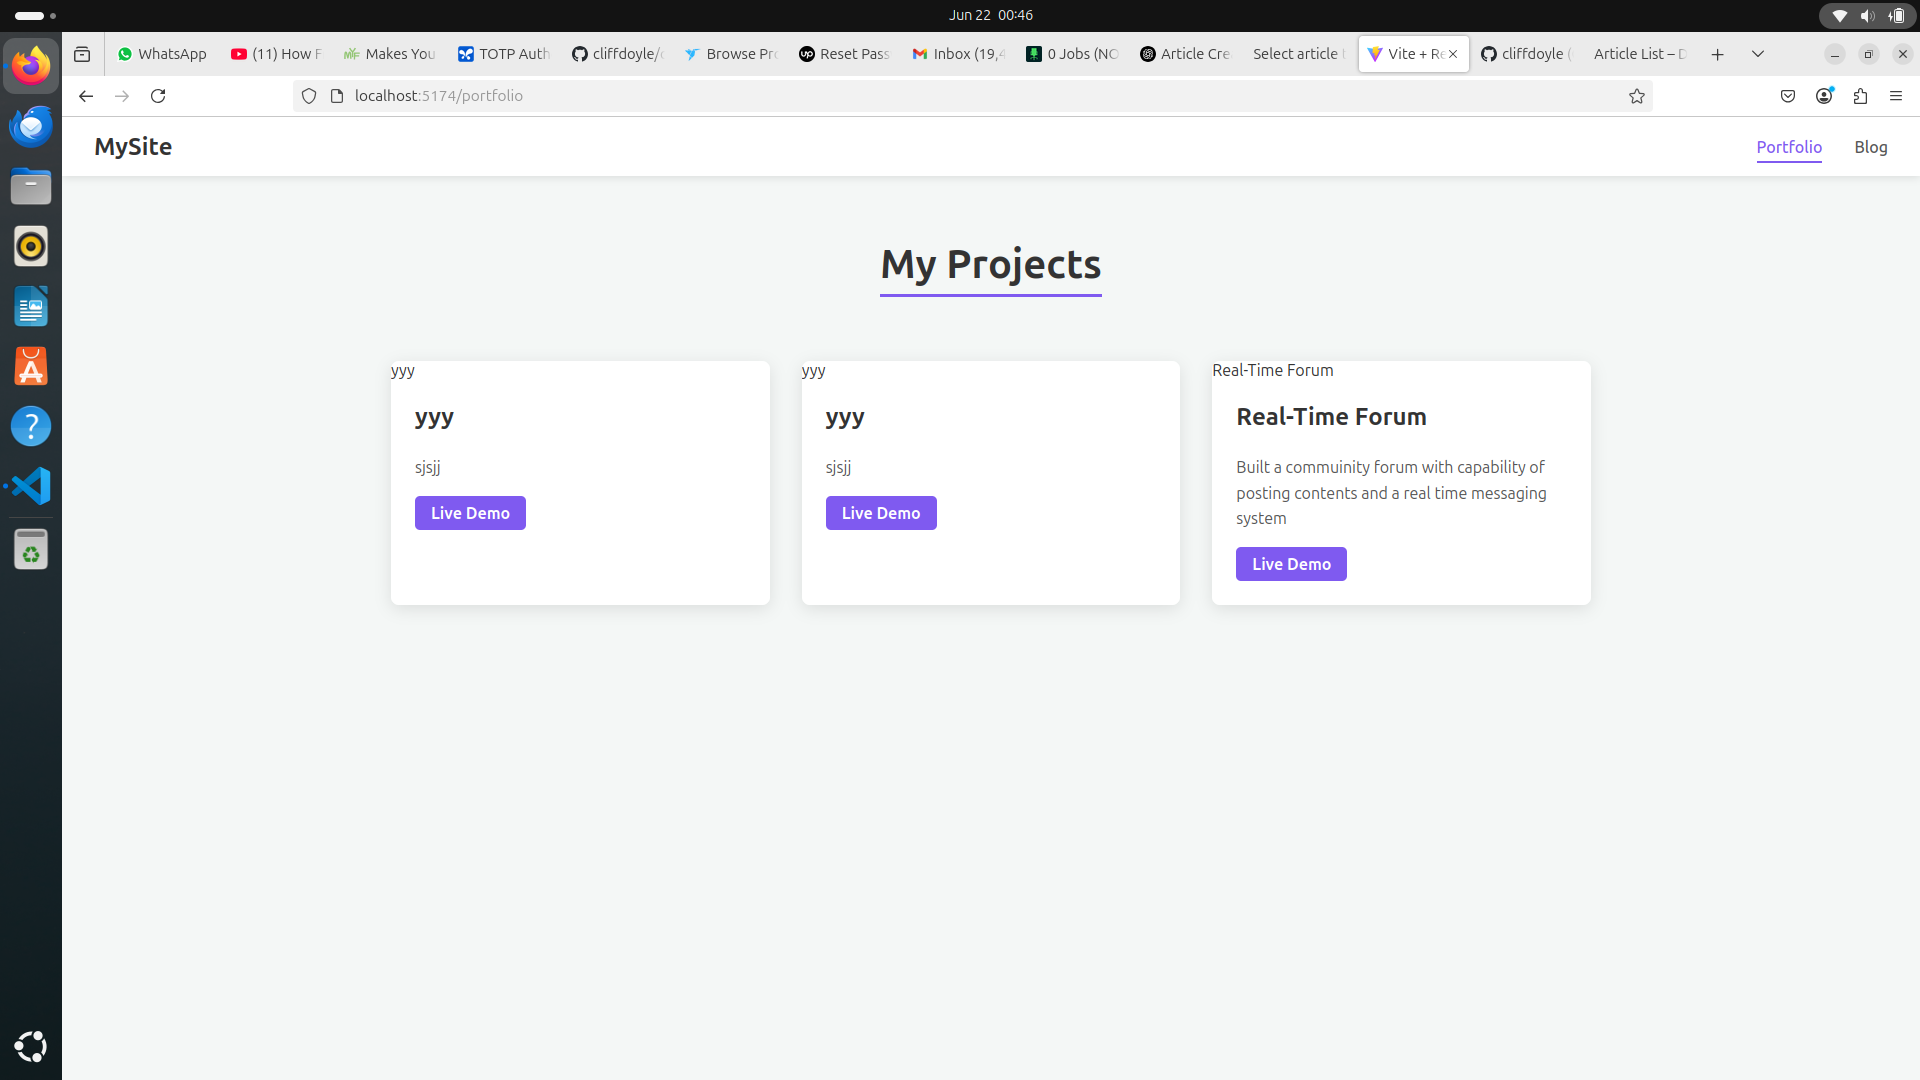 Jun 22 00:46
WhatsApp
(11) How F
Makes You
TOTP Auth
cliffdoyle/c
Browse Pro
Reset Pass
Inbox (19,4
0 Jobs (NO
Article Cre
Select article t
Vite + Re
cliffdoyle (
Article List – D
localhost:5174/portfolio
MySite
Portfolio
Blog
My Projects
yyy
yyy
sjsjj
Live Demo
yyy
yyy
sjsjj
Live Demo
Real-Time Forum
Real-Time Forum
Built a commuinity forum with capability of
posting contents and a real time messaging
system
Live Demo